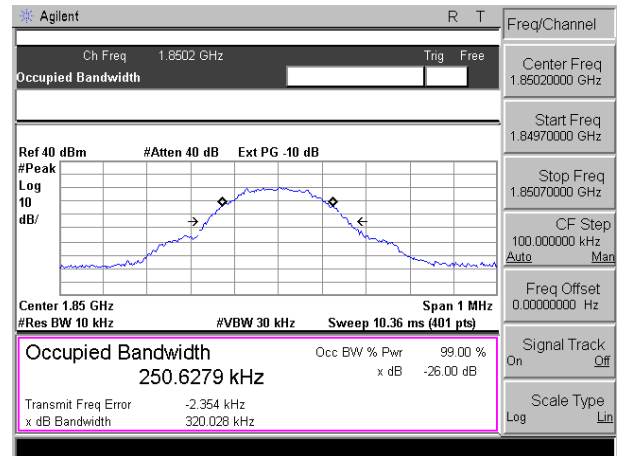 Agilent R T
Ch Freq 1.8502 GHz Trig Free
Occupied Bandwidth
Ref 40 dBm #Atten 40 dB Ext PG -10 dB
#Peak
Log
10
dB/
Center 1.85 GHz Span 1 MHz
#Res BW 10 kHz #VBW 30 kHz Sweep 10.36 ms (401 pts)
Occupied Bandwidth Occ BW % Pwr 99.00 %
250.6279 kHz x dB -26.00 dB
Transmit Freq Error -2.354 kHz
x dB Bandwidth 320.028 kHz
Freq/Channel
Center Freq
1.85020000 GHz
Start Freq
1.84970000 GHz
Stop Freq
1.85070000 GHz
CF Step
100.000000 kHz
Auto Man
Freq Offset
0.00000000 Hz
Signal Track
On Off
Scale Type
Log Lin